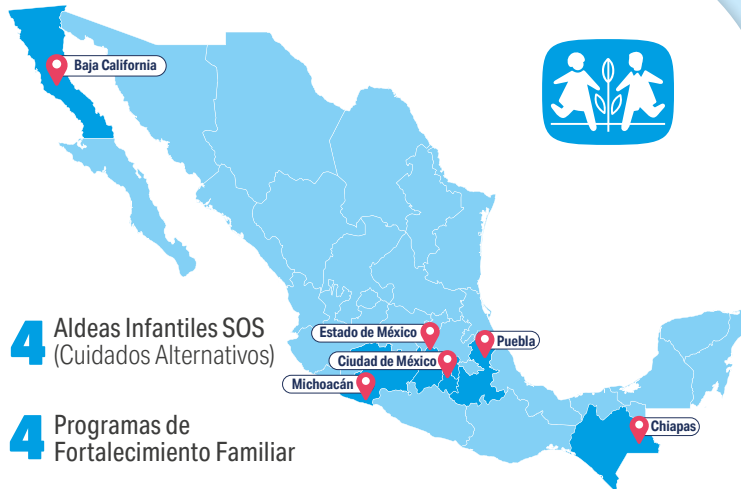 Baja California
Estado de México
Puebla
Ciudad de México
Michoacán
Chiapas
4 Aldeas Infantiles SOS
(Cuidados Alternativos)
4 Programas de
Fortalecimiento Familiar